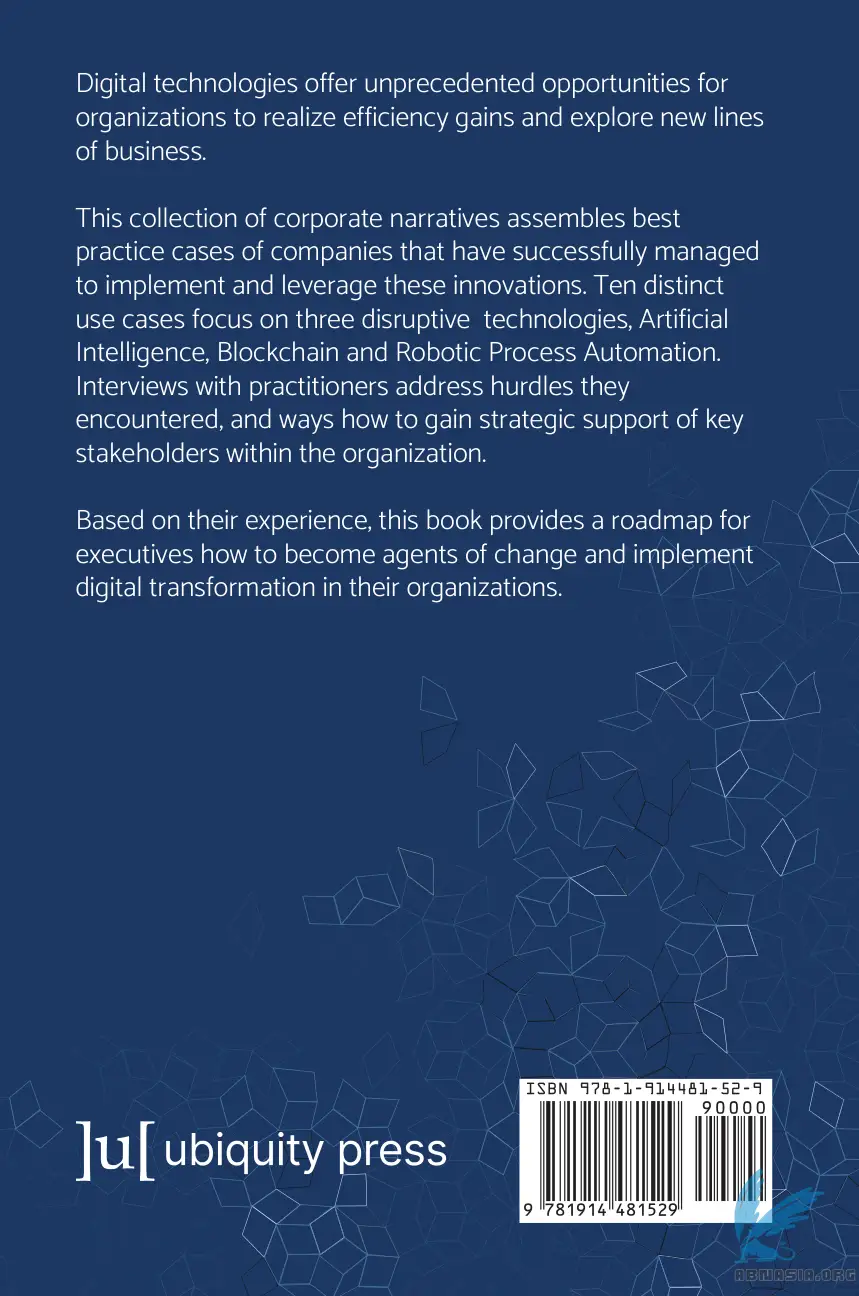 Digital technologies offer unprecedented opportunities for
organizations to realize efficiency gains and explore new lines
of business.
This collection of corporate narratives assembles best
practice cases of companies that have successfully managed
to implement and leverage these innovations. Ten distinct
use cases focus on three disruptive  technologies, Artificial
Intelligence, Blockchain and Robotic Process Automation.
Interviews with practitioners address hurdles they
encountered, and ways how to gain strategic support of key
stakeholders within the organization.
Based on their experience, this book provides a roadmap for
executives how to become agents of change and implement
digital transformation in their organizations.
ISBN 978-1-914481-52-9
90000
]u[ ubiquity press
9 781914 481529
ABNASIA.ORG